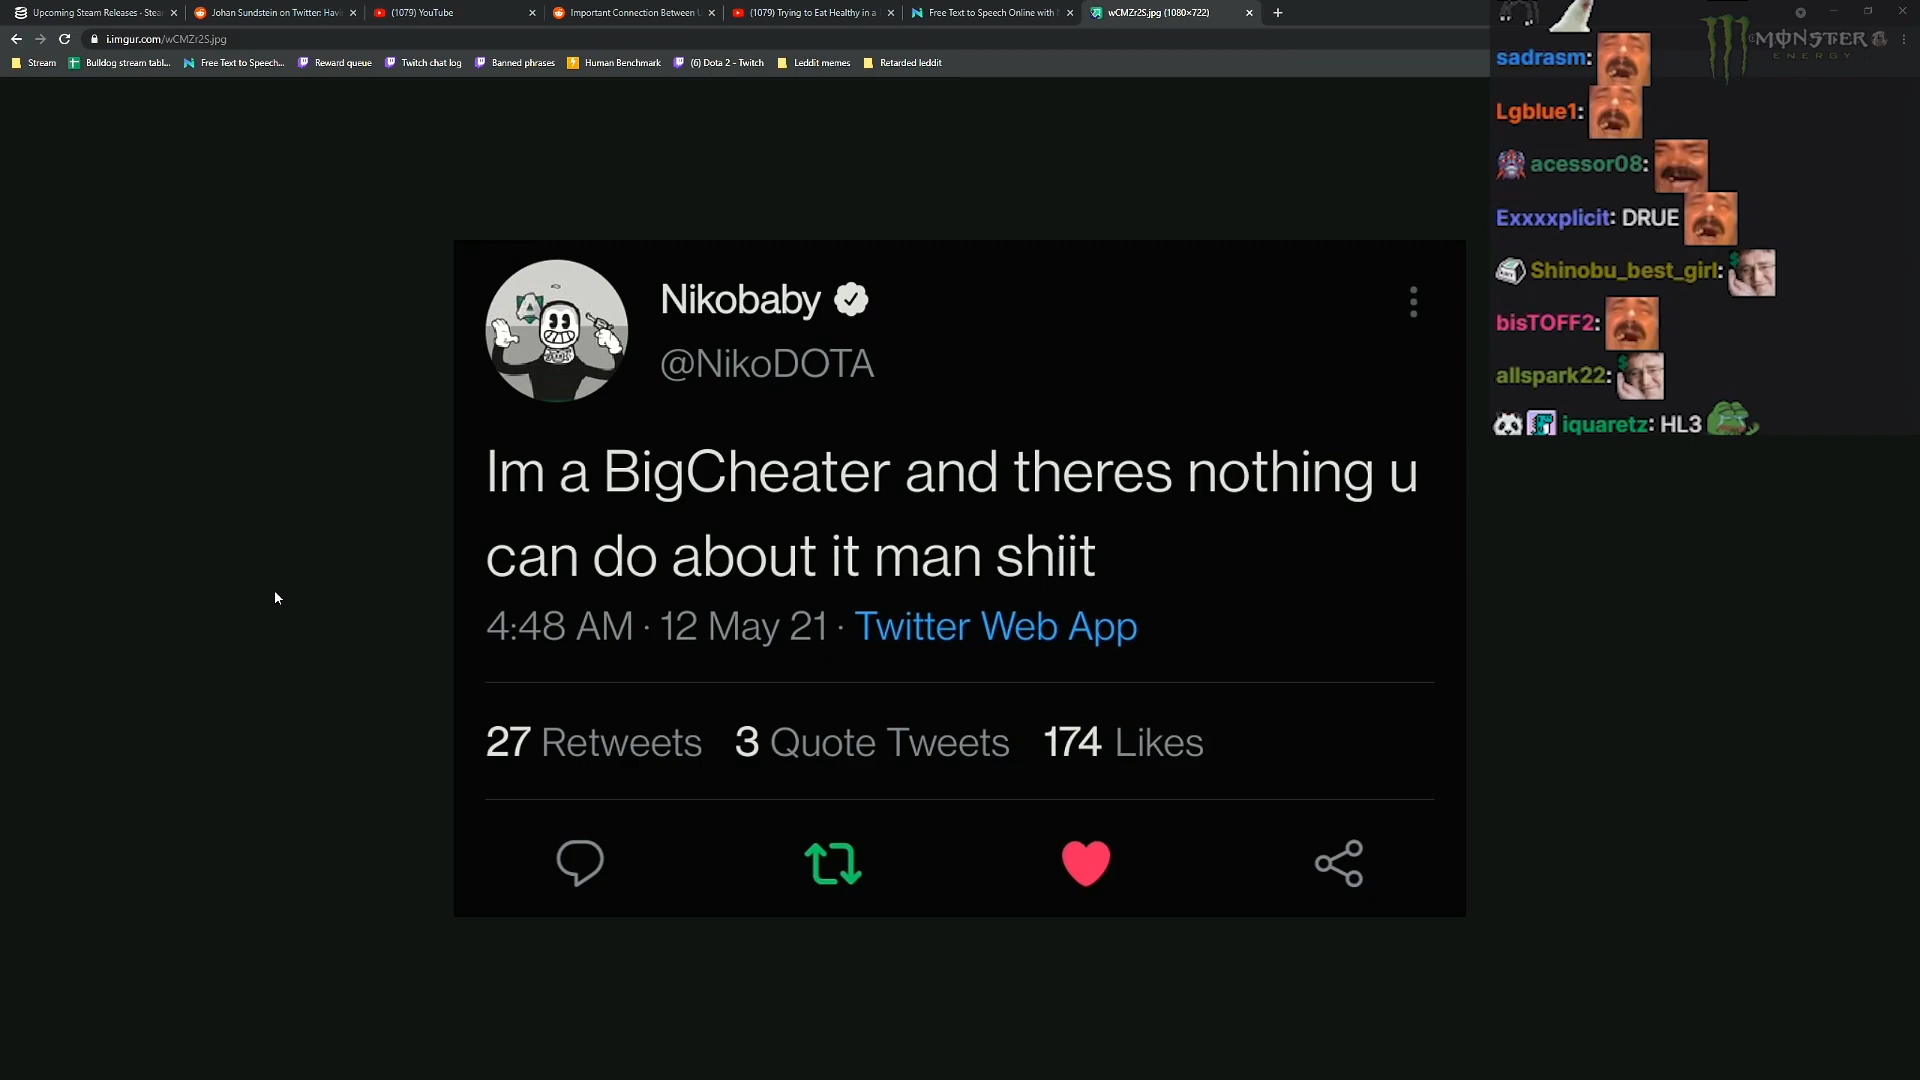 Upcoming Steam Releases - Stea
Johan Sundstein on Twitter: Havi
(1079) YouTube
Important Connection Between
(1079) Trying to Eat Healthy in a
Free Text to Speech Online with
wCMZr2S.jpg (1080×722)
i.imgur.com/wCMZr2S.jpg
Stream
Bulldog stream tabl...
Free Text to Speech...
Reward queue
Twitch chat log
Banned phrases
Human Benchmark
(6) Dota 2 - Twitch
Leddit memes
Retarded leddit
MONSTER
ENERGY
sadrasm:
Lgblue1:
acessor08:
Exxxxplicit: DRUE
Shinobu_best_girl:
bisTOFF2:
allspark22:
iquaretz: HL3
Nikobaby
@NikoDOTA
Im a BigCheater and theres nothing u
can do about it man shiit
4:48 AM · 12 May 21 · Twitter Web App
27 Retweets 3 Quote Tweets 174 Likes